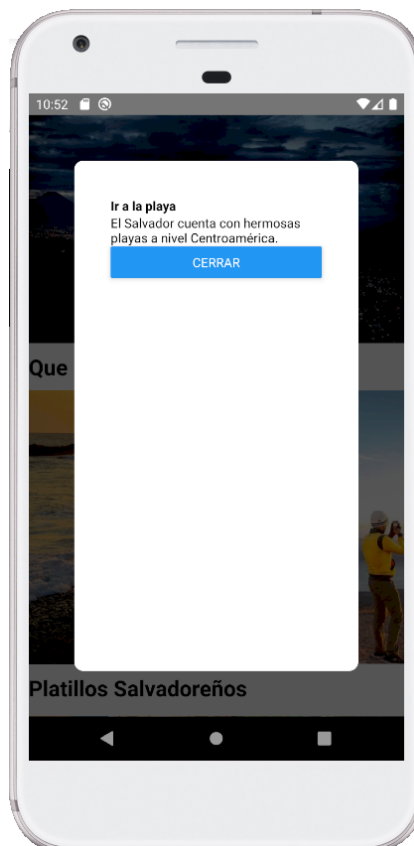 10:52
Ir a la playa
El Salvador cuenta con hermosas
playas a nivel Centroamérica.
CERRAR
Que
Platillos Salvadoreños